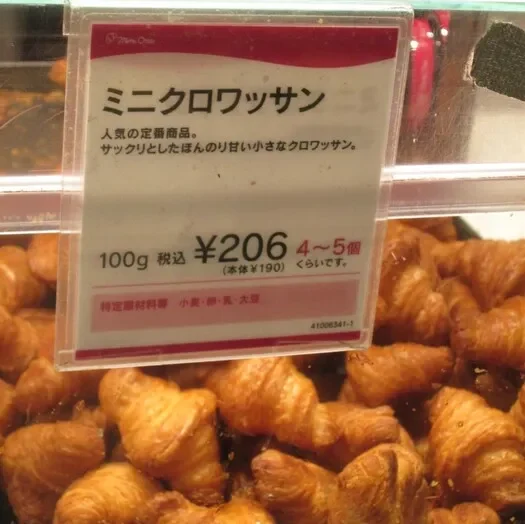 ミニクロワッサン
人気の定番商品。
サックリとしたほんのり甘い小さなクロワッサン。
100g 税込 ¥206 4〜5個
(本体¥190) くらいです。
特定原材料等 小麦・卵・乳 大豆
41006341-1